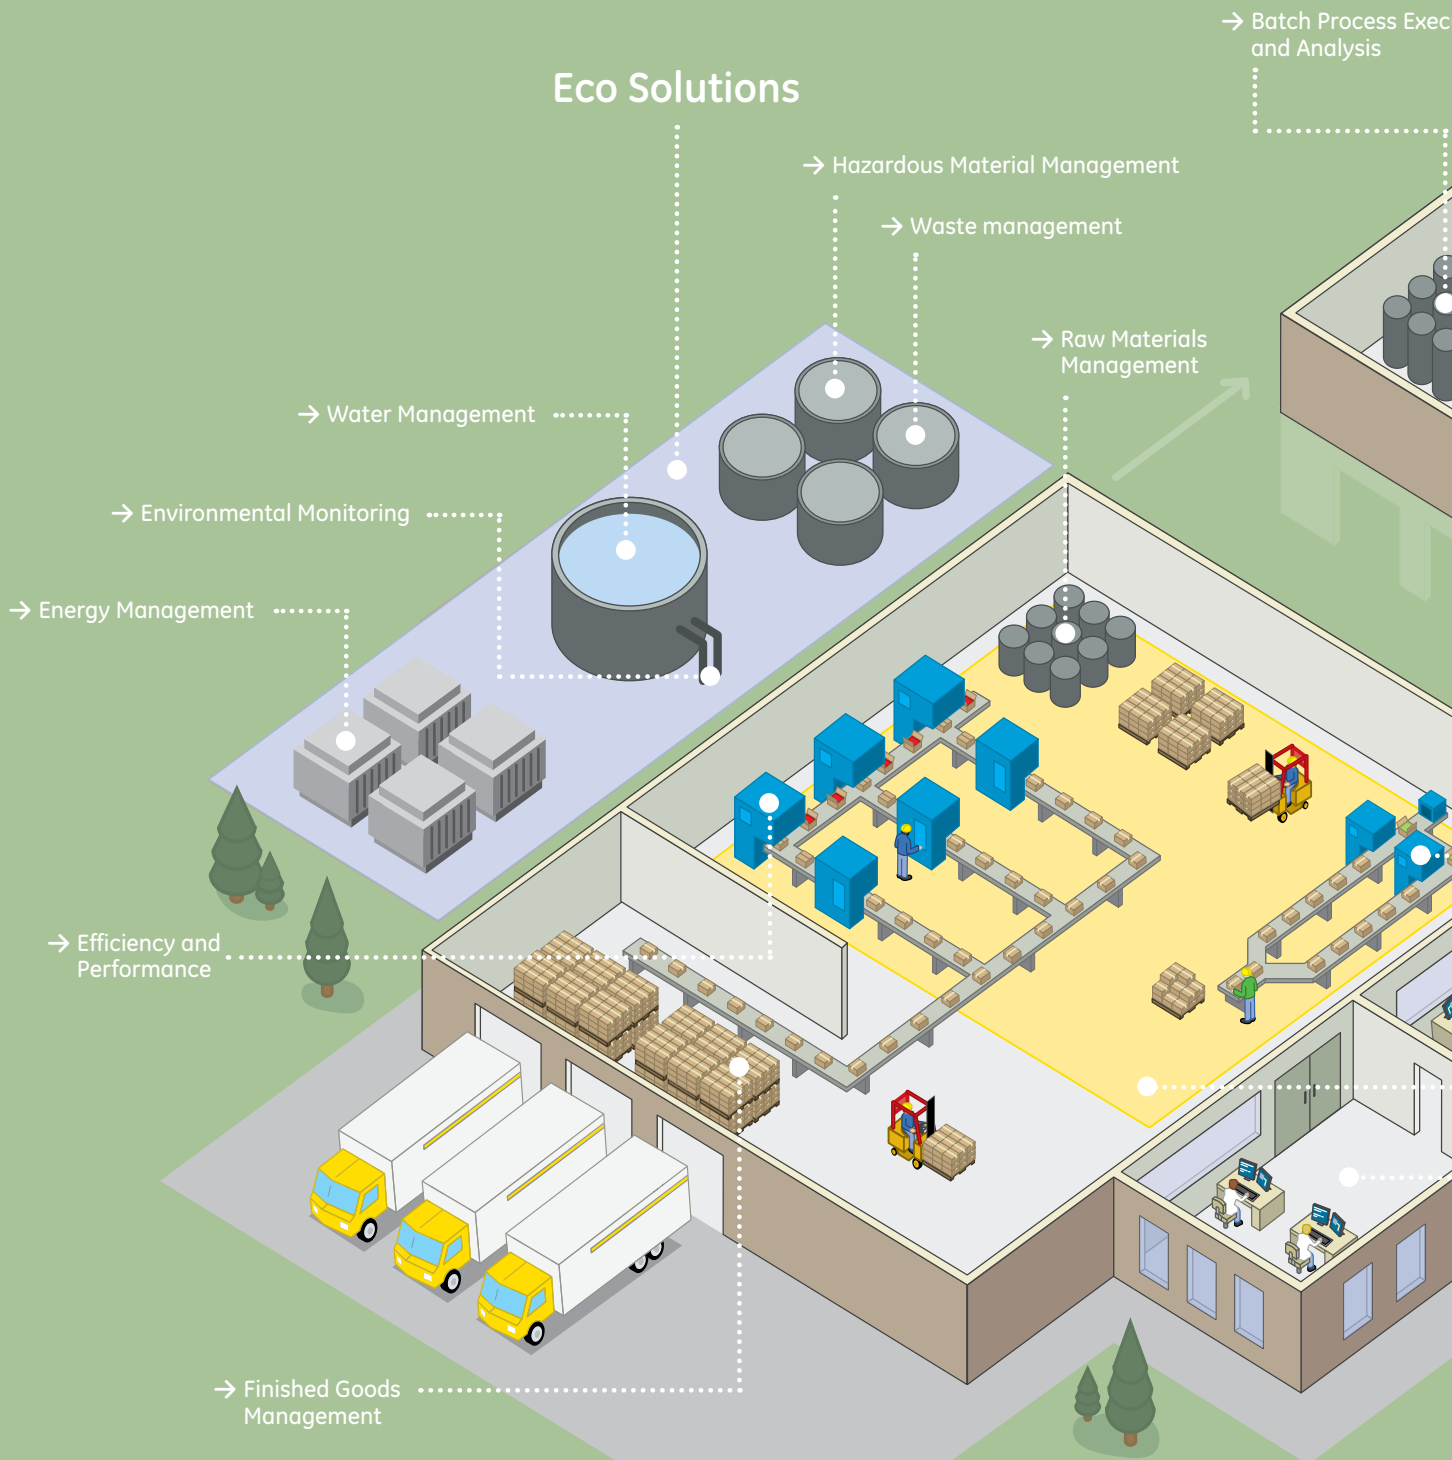 → Batch Process Exec
and Analysis
Eco Solutions
→ Hazardous Material Management
→ Waste management
→ Raw Materials
Management
→ Water Management
→ Environmental Monitoring
→ Energy Management
→ Efficiency and
Performance
→ Finished Goods
Management